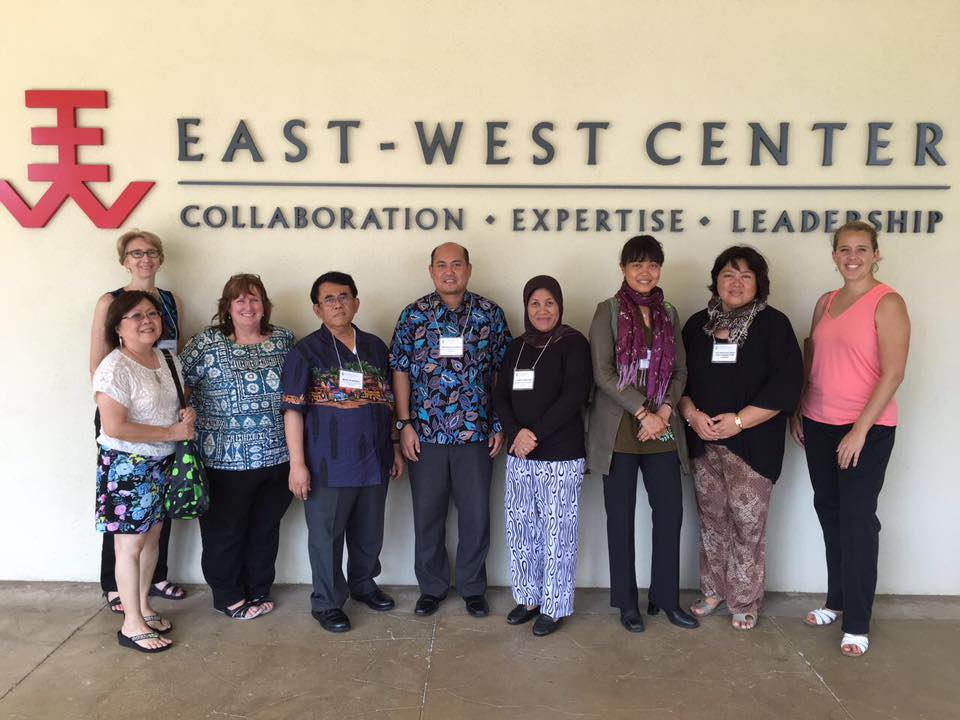 EAST-WEST CENTER
COLLABORATION • EXPERTISE • LEADERSHIP